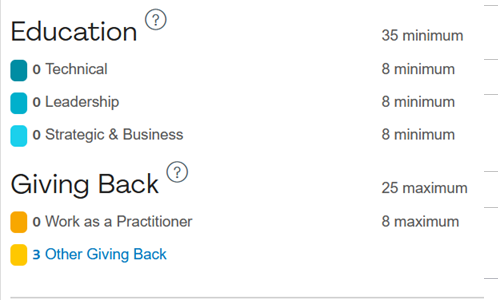 Education ?
35 minimum
0 Technical
8 minimum
0 Leadership
8 minimum
0 Strategic & Business
8 minimum
Giving Back ?
25 maximum
0 Work as a Practitioner
8 maximum
3 Other Giving Back